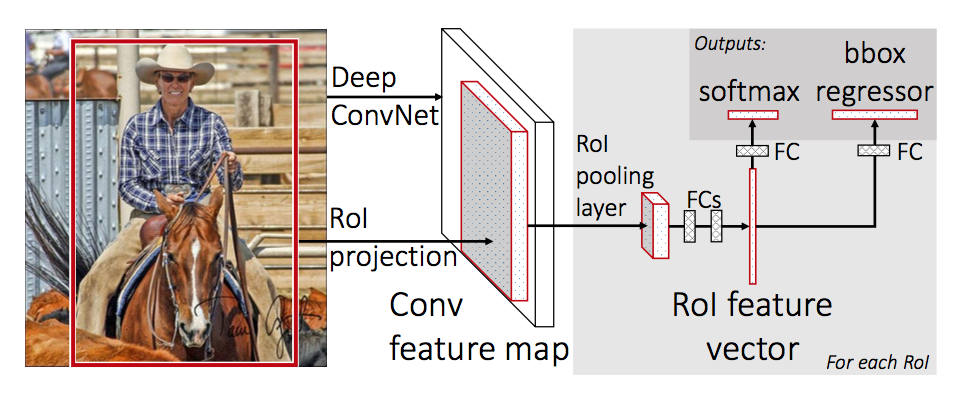 Outputs:
bbox
softmax regressor
Deep
ConvNet
FC
FC
RoI
pooling
layer
FCs
RoI
projection
Conv
feature map
RoI feature
vector
For each RoI